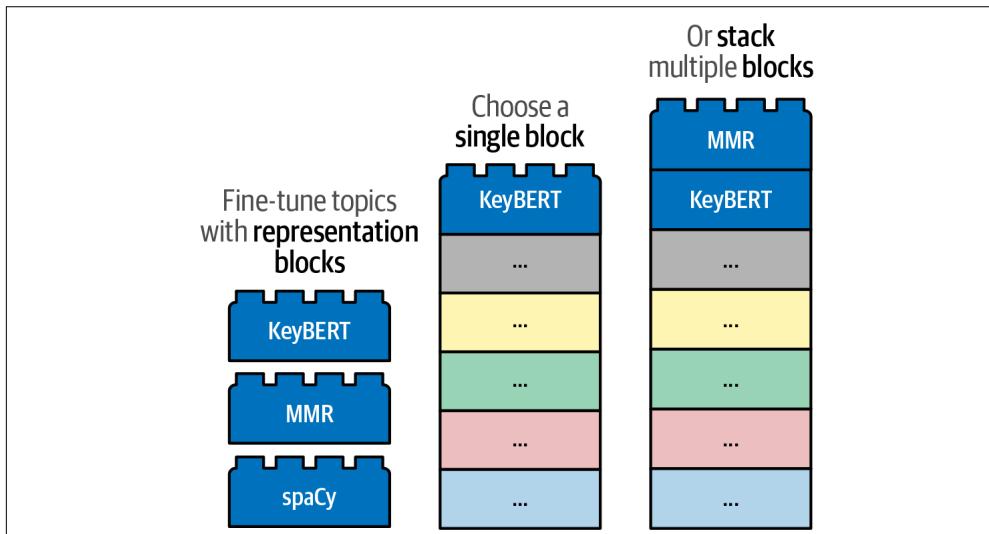 Fine-tune topics
with representation
blocks
KeyBERT
MMR
spaCy
Choose a
single block
KeyBERT
...
...
...
...
...
Or stack
multiple blocks
MMR
KeyBERT
...
...
...
...
...